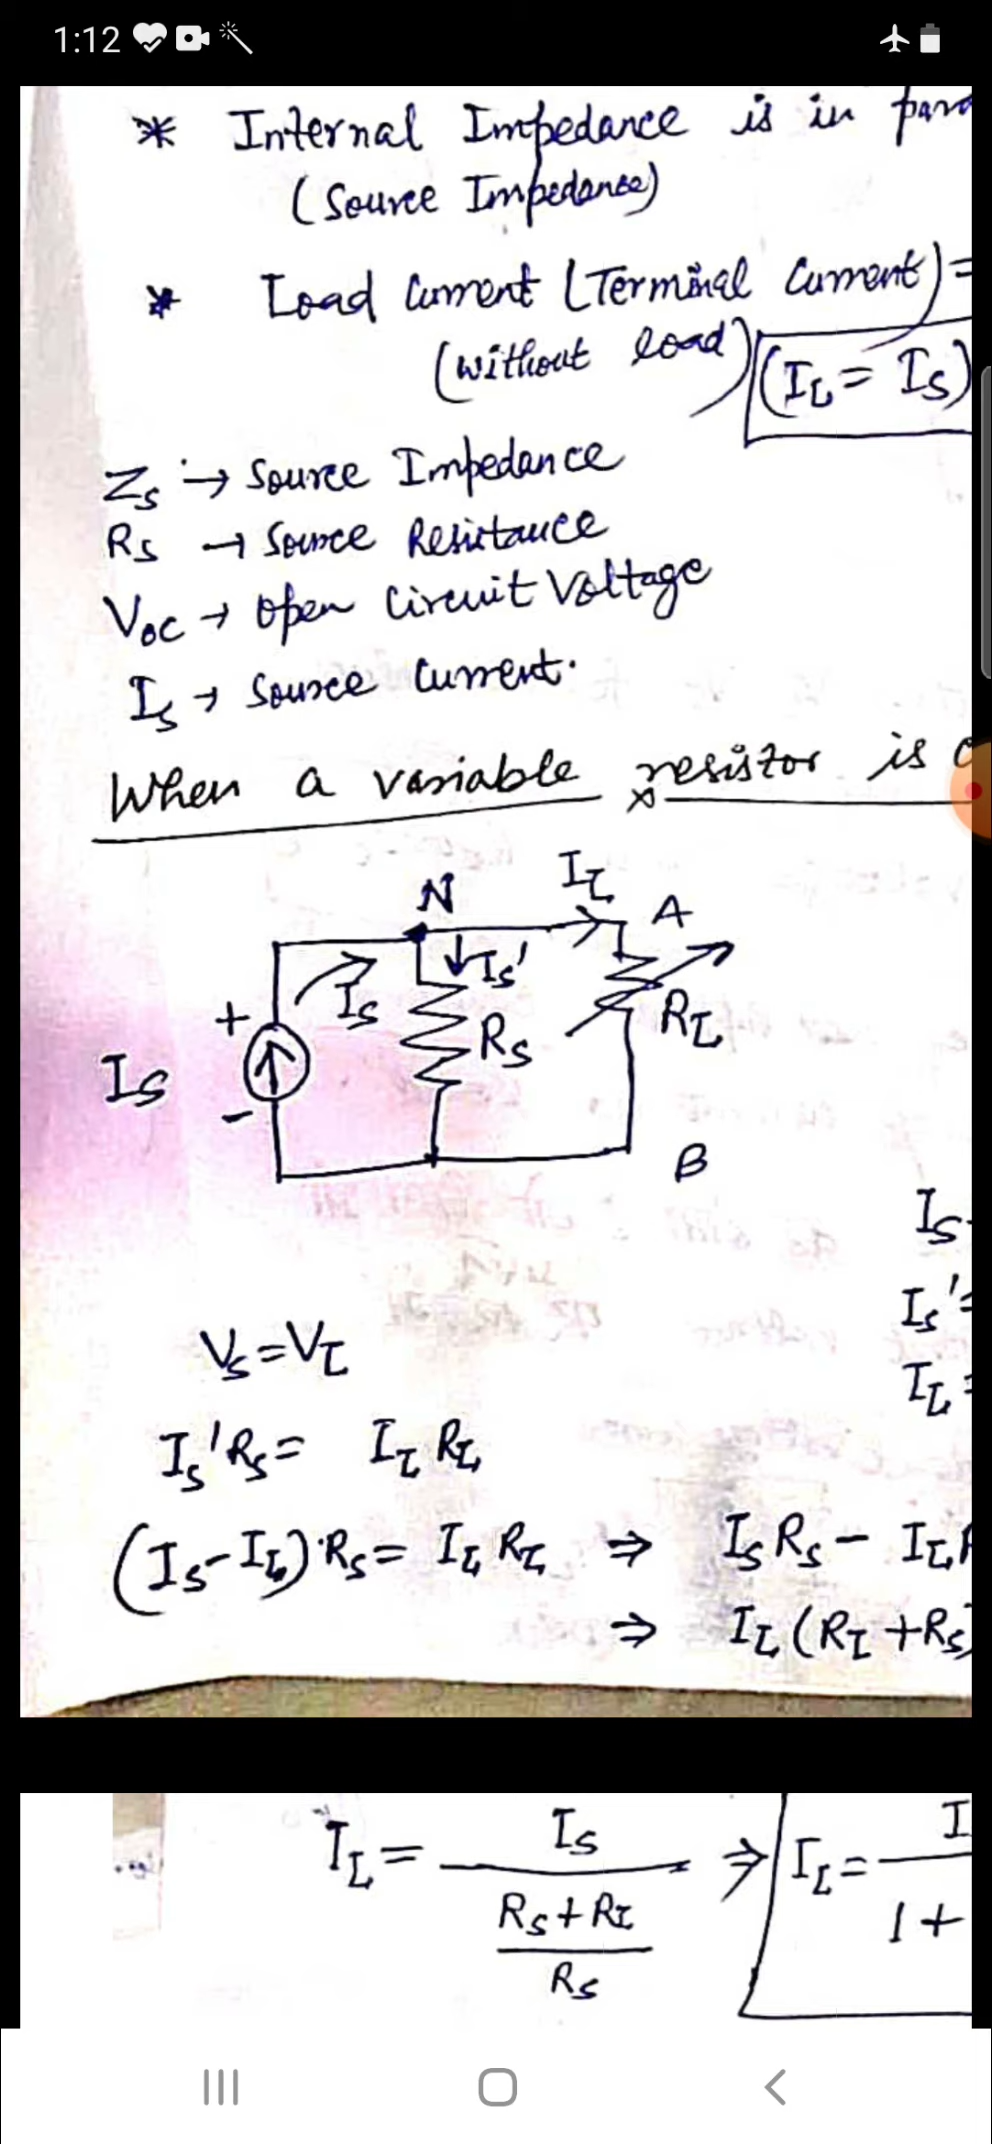 1:12
* Internal Impedance is in para
(Source Impedance)
* Load Current (Terminal Current) =
(without load) (IL = IS)
ZS → Source Impedance
RS → Source Resistance
VOC → Open Circuit Voltage
IS → Source Current.
When a variable resistor is
N IL A
IS IS' RS RL
+
IS
-
B
IS
IS' =
IL =
VS = VL
IS' RS = IL RL
(IS - IL) · RS = IL RL ⇒ IS RS - IL
⇒ IL (RL + RS)
IL = IS ⇒ IL = I
RS + RL 1 +
RS